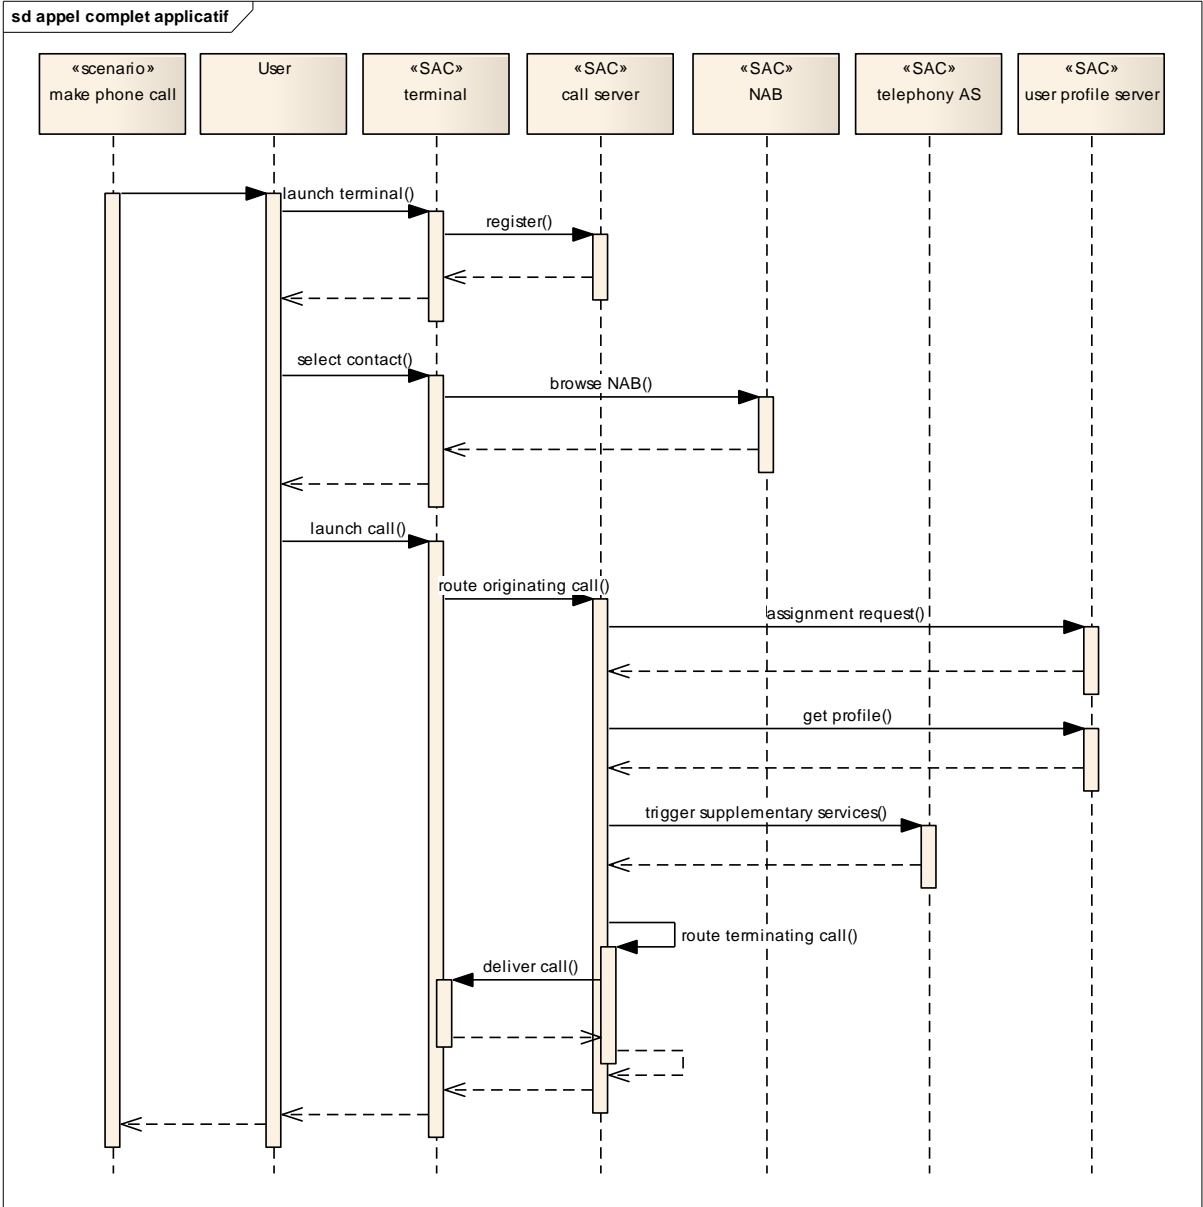 sd appel complet applicatif
«scenario»
make phone call
User
«SAC»
terminal
«SAC»
call server
«SAC»
NAB
«SAC»
telephony AS
«SAC»
user profile server
launch terminal()
register()
select contact()
browse NAB()
launch call()
route originating call()
assignment request()
get profile()
trigger supplementary services()
route terminating call()
deliver call()